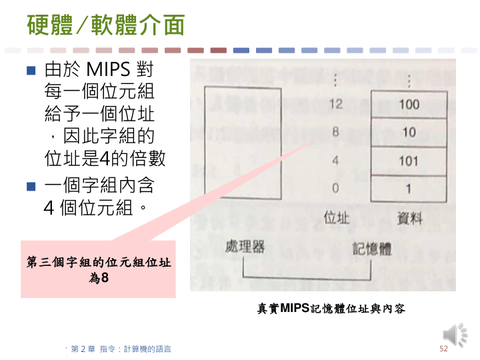 硬體/軟體介面
■ 由於 MIPS 對
每一個位元組
給予一個位址
，因此字組的
位址是4的倍數
■ 一個字組內含
4 個位元組。
第三個字組的位元組位址
為8
⋮ ⋮
12 100
8 10
4 101
0 1
位址 資料
處理器 記憶體
真實MIPS記憶體位址與內容
第 2 章 指令：計算機的語言
52